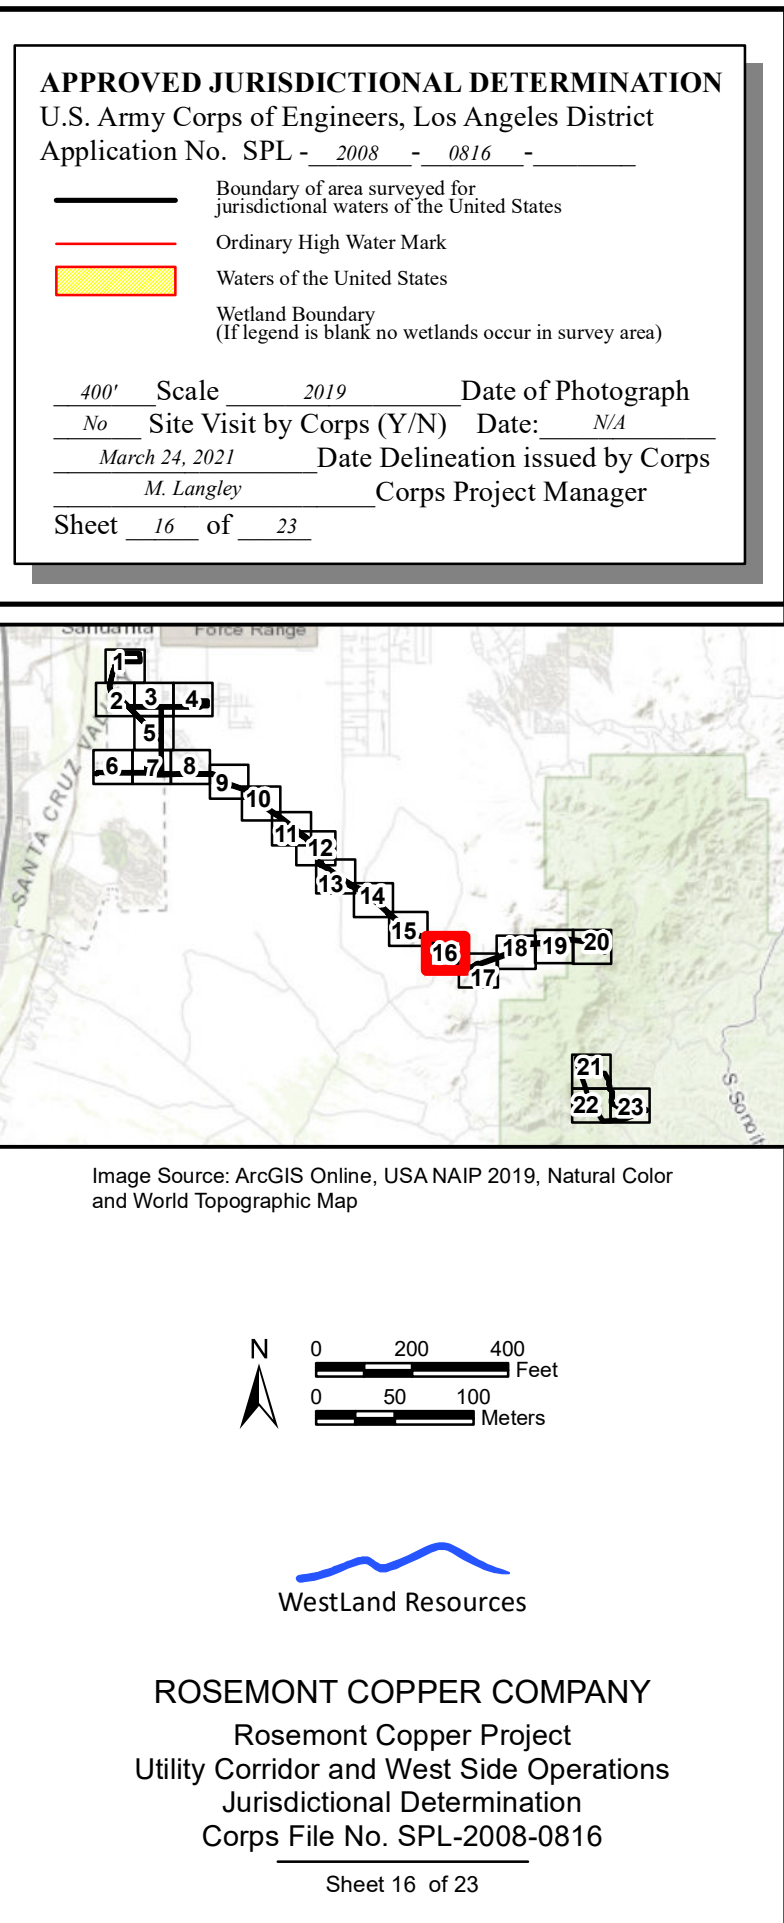 APPROVED JURISDICTIONAL DETERMINATION
U.S. Army Corps of Engineers, Los Angeles District
Application No. SPL - 2008 - 0816 -
Boundary of area surveyed for
jurisdictional waters of the United States
Ordinary High Water Mark
Waters of the United States
Wetland Boundary
(If legend is blank no wetlands occur in survey area)
400' Scale 2019 Date of Photograph
No Site Visit by Corps (Y/N) Date: N/A
March 24, 2021 Date Delineation issued by Corps
M. Langley Corps Project Manager
Sheet 16 of 23
Force Range
1
2 3 4
5
6 7 8
9
10
11
12
13
14
15
16
17
18 19 20
21
22 23
SANTA CRUZ VAL
S. Sonoit
Image Source: ArcGIS Online, USA NAIP 2019, Natural Color
and World Topographic Map
N
0 200 400
Feet
0 50 100
Meters
WestLand Resources
ROSEMONT COPPER COMPANY
Rosemont Copper Project
Utility Corridor and West Side Operations
Jurisdictional Determination
Corps File No. SPL-2008-0816
Sheet 16 of 23